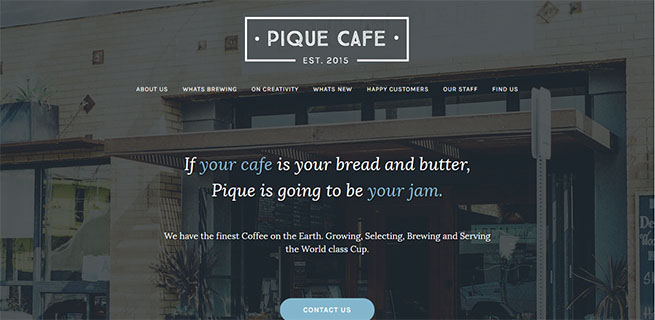 • PIQUE CAFE •
EST. 2015
ABOUT US WHATS BREWING ON CREATIVITY WHATS NEW HAPPY CUSTOMERS OUR STAFF FIND US
If your cafe is your bread and butter,
Pique is going to be your jam.
We have the finest Coffee on the Earth. Growing, Selecting, Brewing and Serving
the World class Cup.
CONTACT US